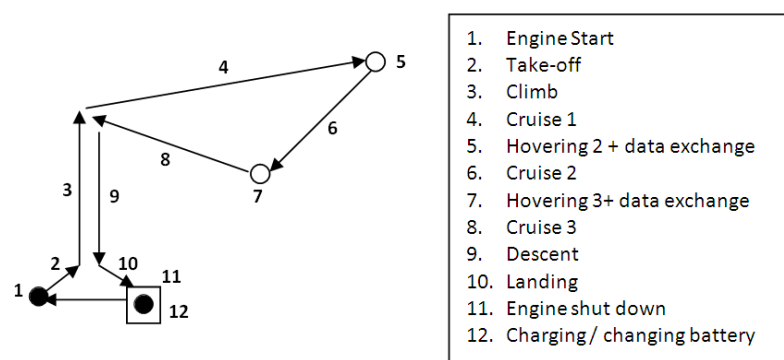 4
5
6
8
7
3
9
2
10
11
1
12
1. Engine Start
2. Take-off
3. Climb
4. Cruise 1
5. Hovering 2 + data exchange
6. Cruise 2
7. Hovering 3+ data exchange
8. Cruise 3
9. Descent
10. Landing
11. Engine shut down
12. Charging / changing battery